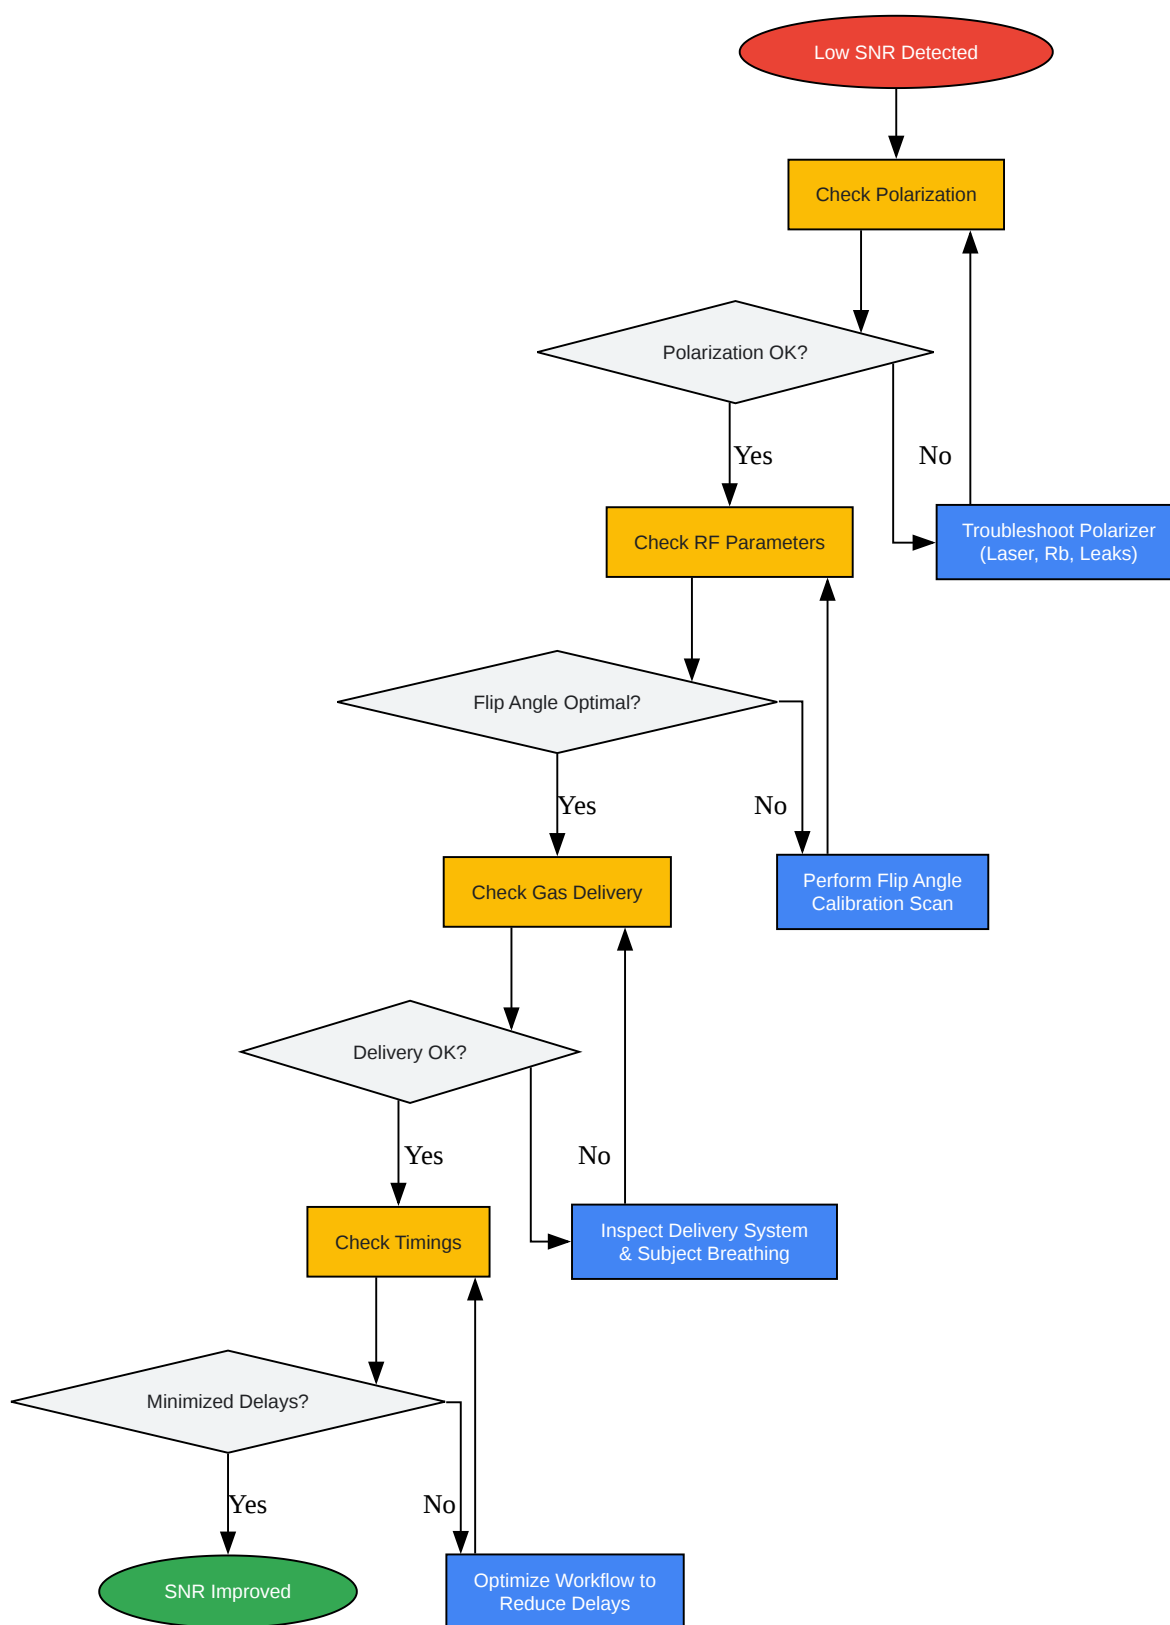 Low SNR Detected
Check Polarization
Polarization OK?
Yes
No
Check RF Parameters
Troubleshoot Polarizer
(Laser, Rb, Leaks)
Flip Angle Optimal?
Yes
No
Check Gas Delivery
Perform Flip Angle
Calibration Scan
Delivery OK?
Yes
No
Check Timings
Inspect Delivery System
& Subject Breathing
Minimized Delays?
Yes
No
SNR Improved
Optimize Workflow to
Reduce Delays